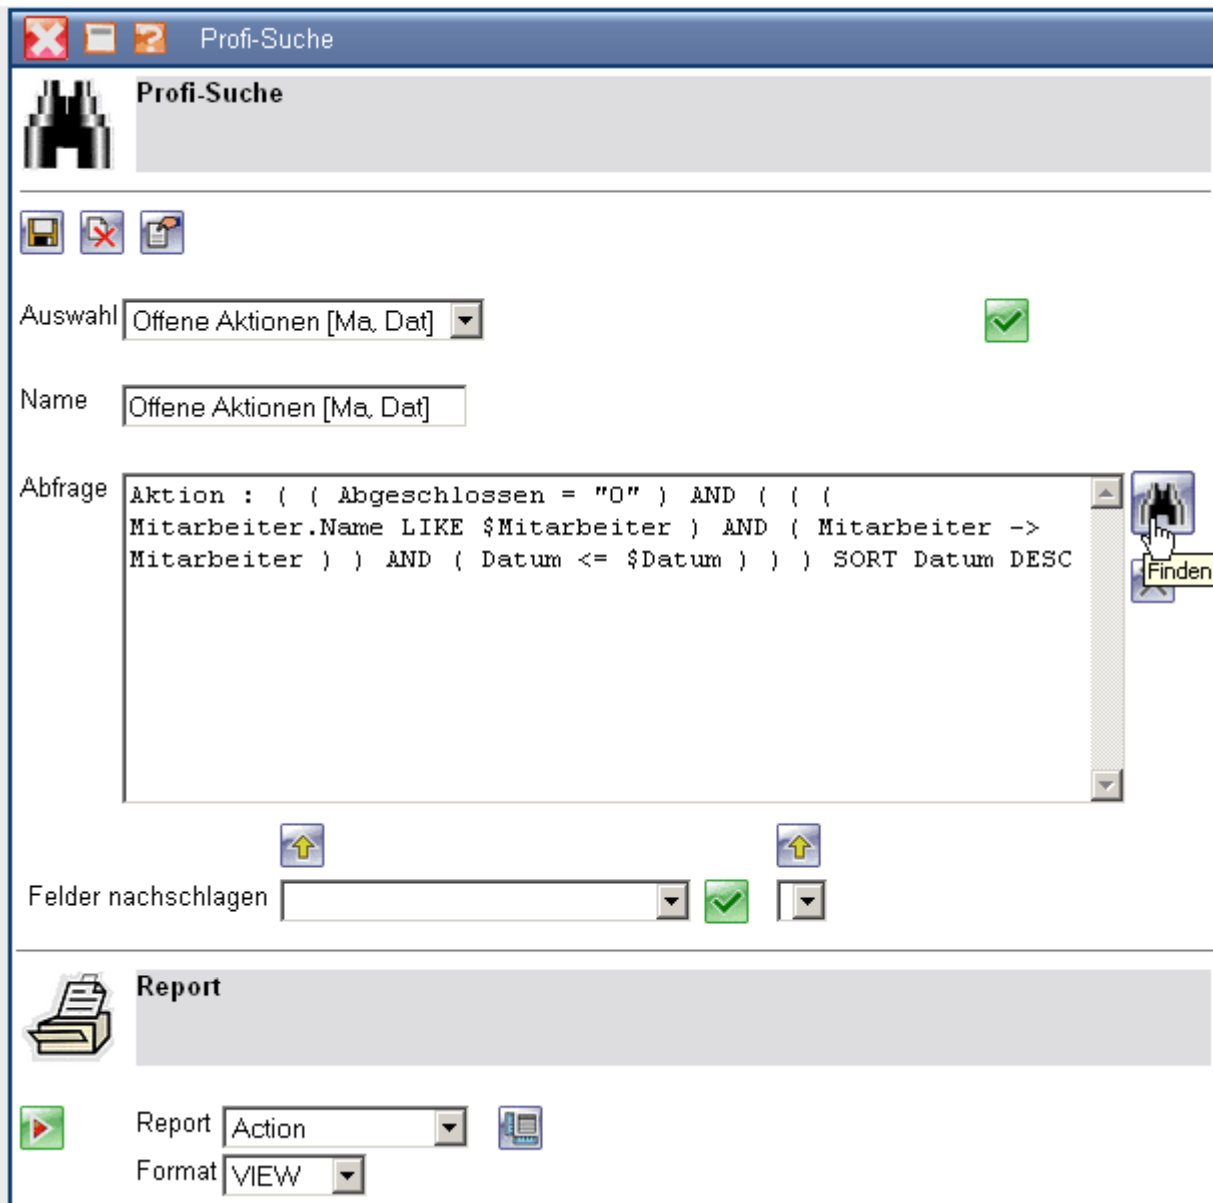 Profi-Suche
Profi-Suche
Auswahl Offene Aktionen [Ma, Dat]
Name Offene Aktionen [Ma, Dat]
Abfrage Aktion : ( ( Abgeschlossen = "0" ) AND ( ( (
Mitarbeiter.Name LIKE $Mitarbeiter ) AND ( Mitarbeiter ->
Mitarbeiter ) ) AND ( Datum <= $Datum ) ) ) SORT Datum DESC
Finden
Felder nachschlagen
Report
Report Action
Format VIEW